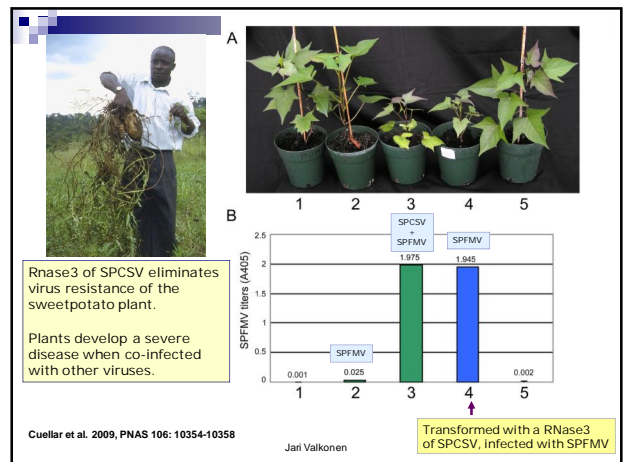 A
1 2 3 4 5
Rnase3 of SPCSV eliminates
virus resistance of the
sweetpotato plant.
Plants develop a severe
disease when co-infected
with other viruses.
B
SPFMV titers (A405)
2.5
2
1.5
1
0.5
0
0.001
SPFMV
0.025
SPCSV
+
SPFMV
1.975
SPFMV
1.945
0.002
1 2 3 4 5
Transformed with a RNase3
of SPCSV, infected with SPFMV
Cuellar et al. 2009, PNAS 106: 10354-10358
Jari Valkonen